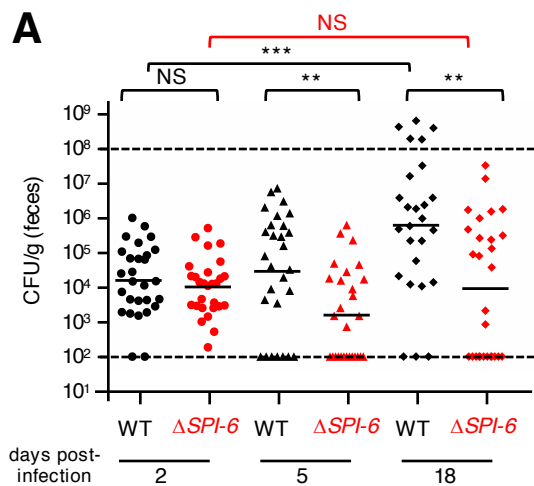 A
NS
***
NS
**
**
10⁹
10⁸
10⁷
10⁶
10⁵
10⁴
10³
10²
10¹
CFU/g (feces)
WT ΔSPI-6 WT ΔSPI-6 WT ΔSPI-6
days post-
infection
2 5 18